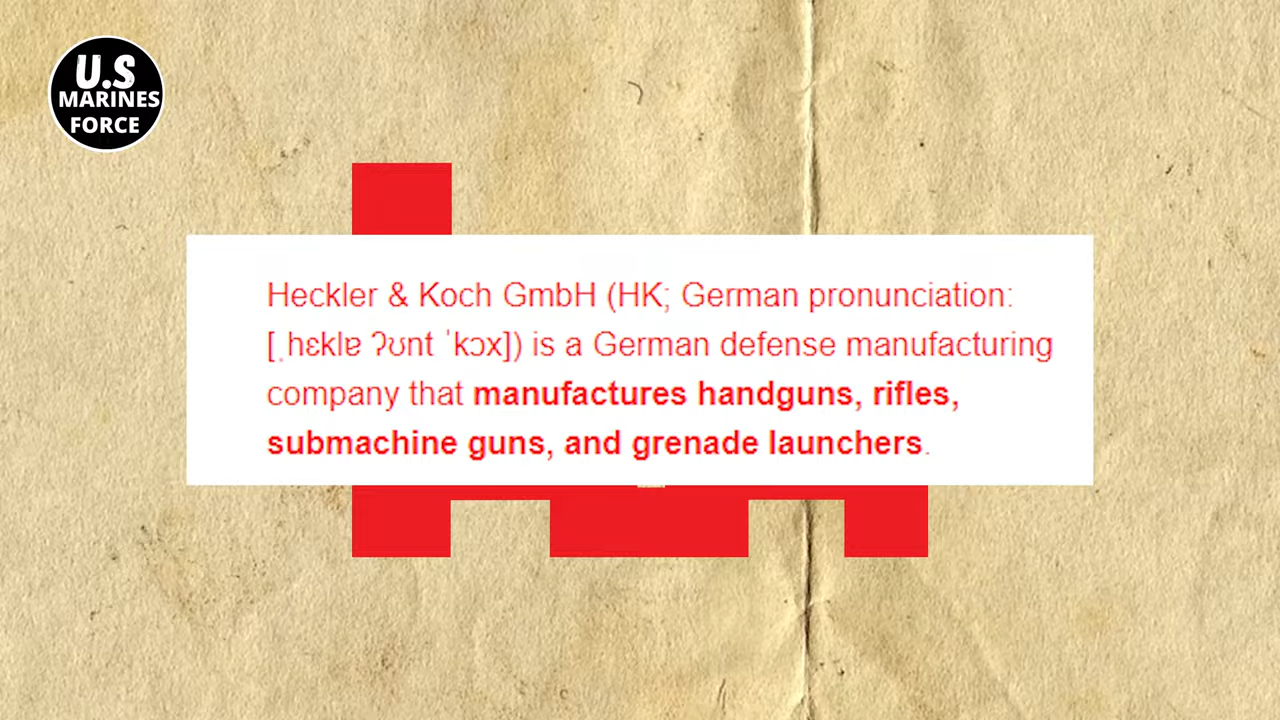 U.S
MARINES
FORCE
Heckler & Koch GmbH (HK; German pronunciation:
[ˌhɛklɐ ʔʊnt ˈkɔx]) is a German defense manufacturing
company that manufactures handguns, rifles,
submachine guns, and grenade launchers.